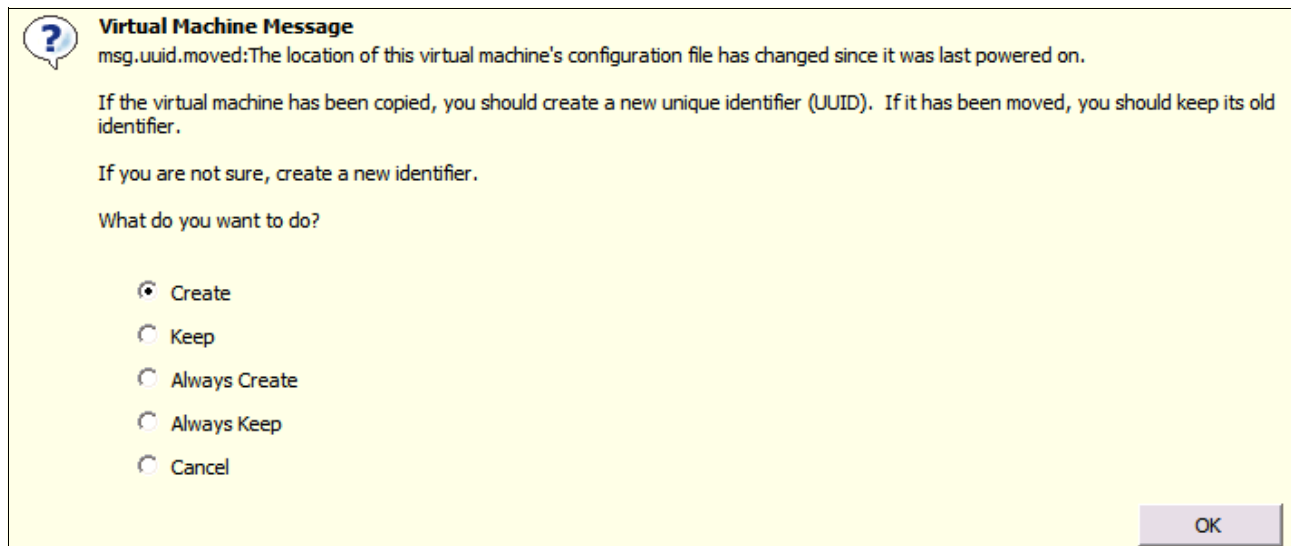 Virtual Machine Message
msg.uuid.moved:The location of this virtual machine's configuration file has changed since it was last powered on.
If the virtual machine has been copied, you should create a new unique identifier (UUID).  If it has been moved, you should keep its old
identifier.
If you are not sure, create a new identifier.
What do you want to do?
Create
Keep
Always Create
Always Keep
Cancel
OK